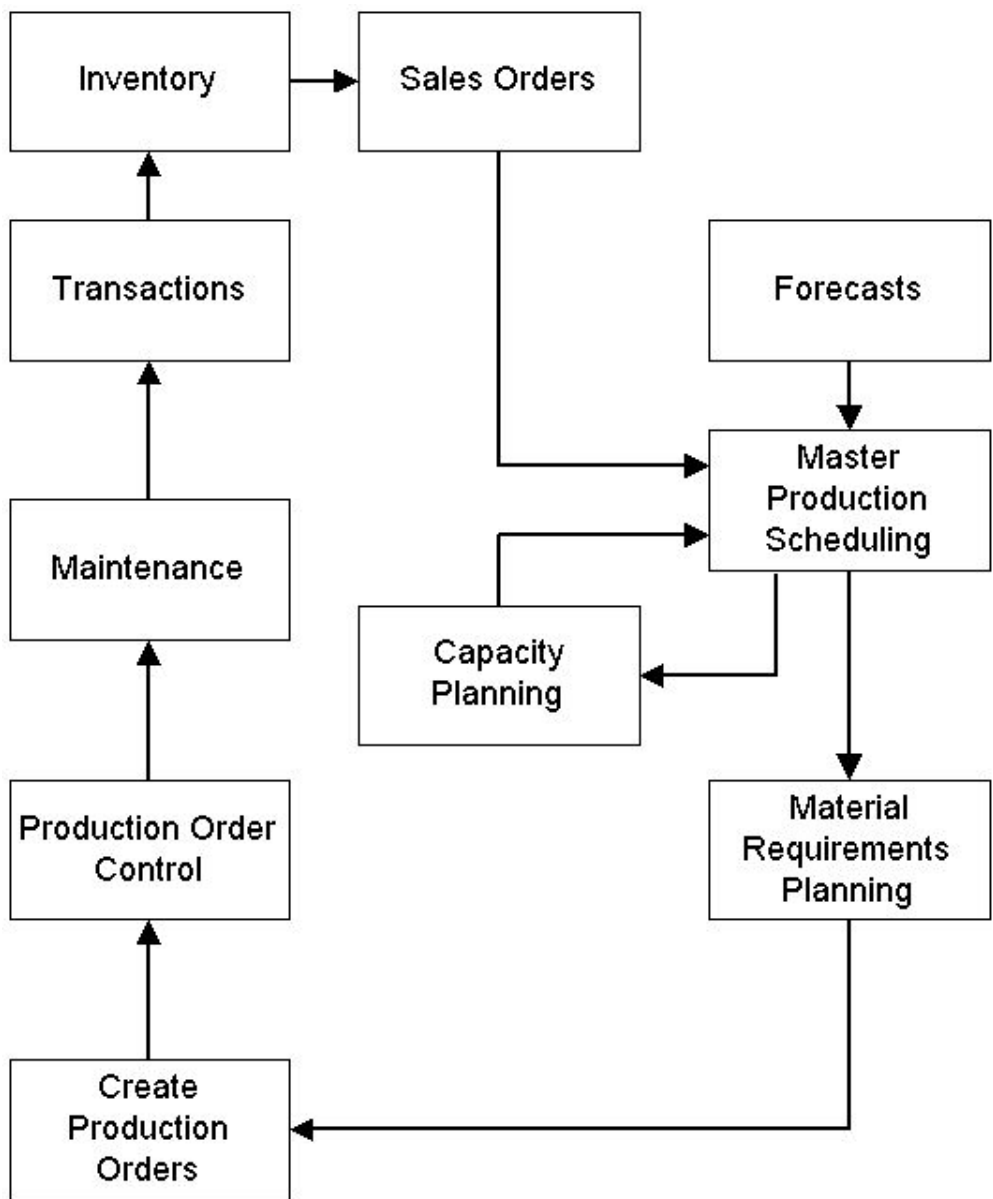 Inventory
Sales Orders
Transactions
Forecasts
Master
Production
Scheduling
Maintenance
Capacity
Planning
Production Order
Control
Material
Requirements
Planning
Create
Production
Orders